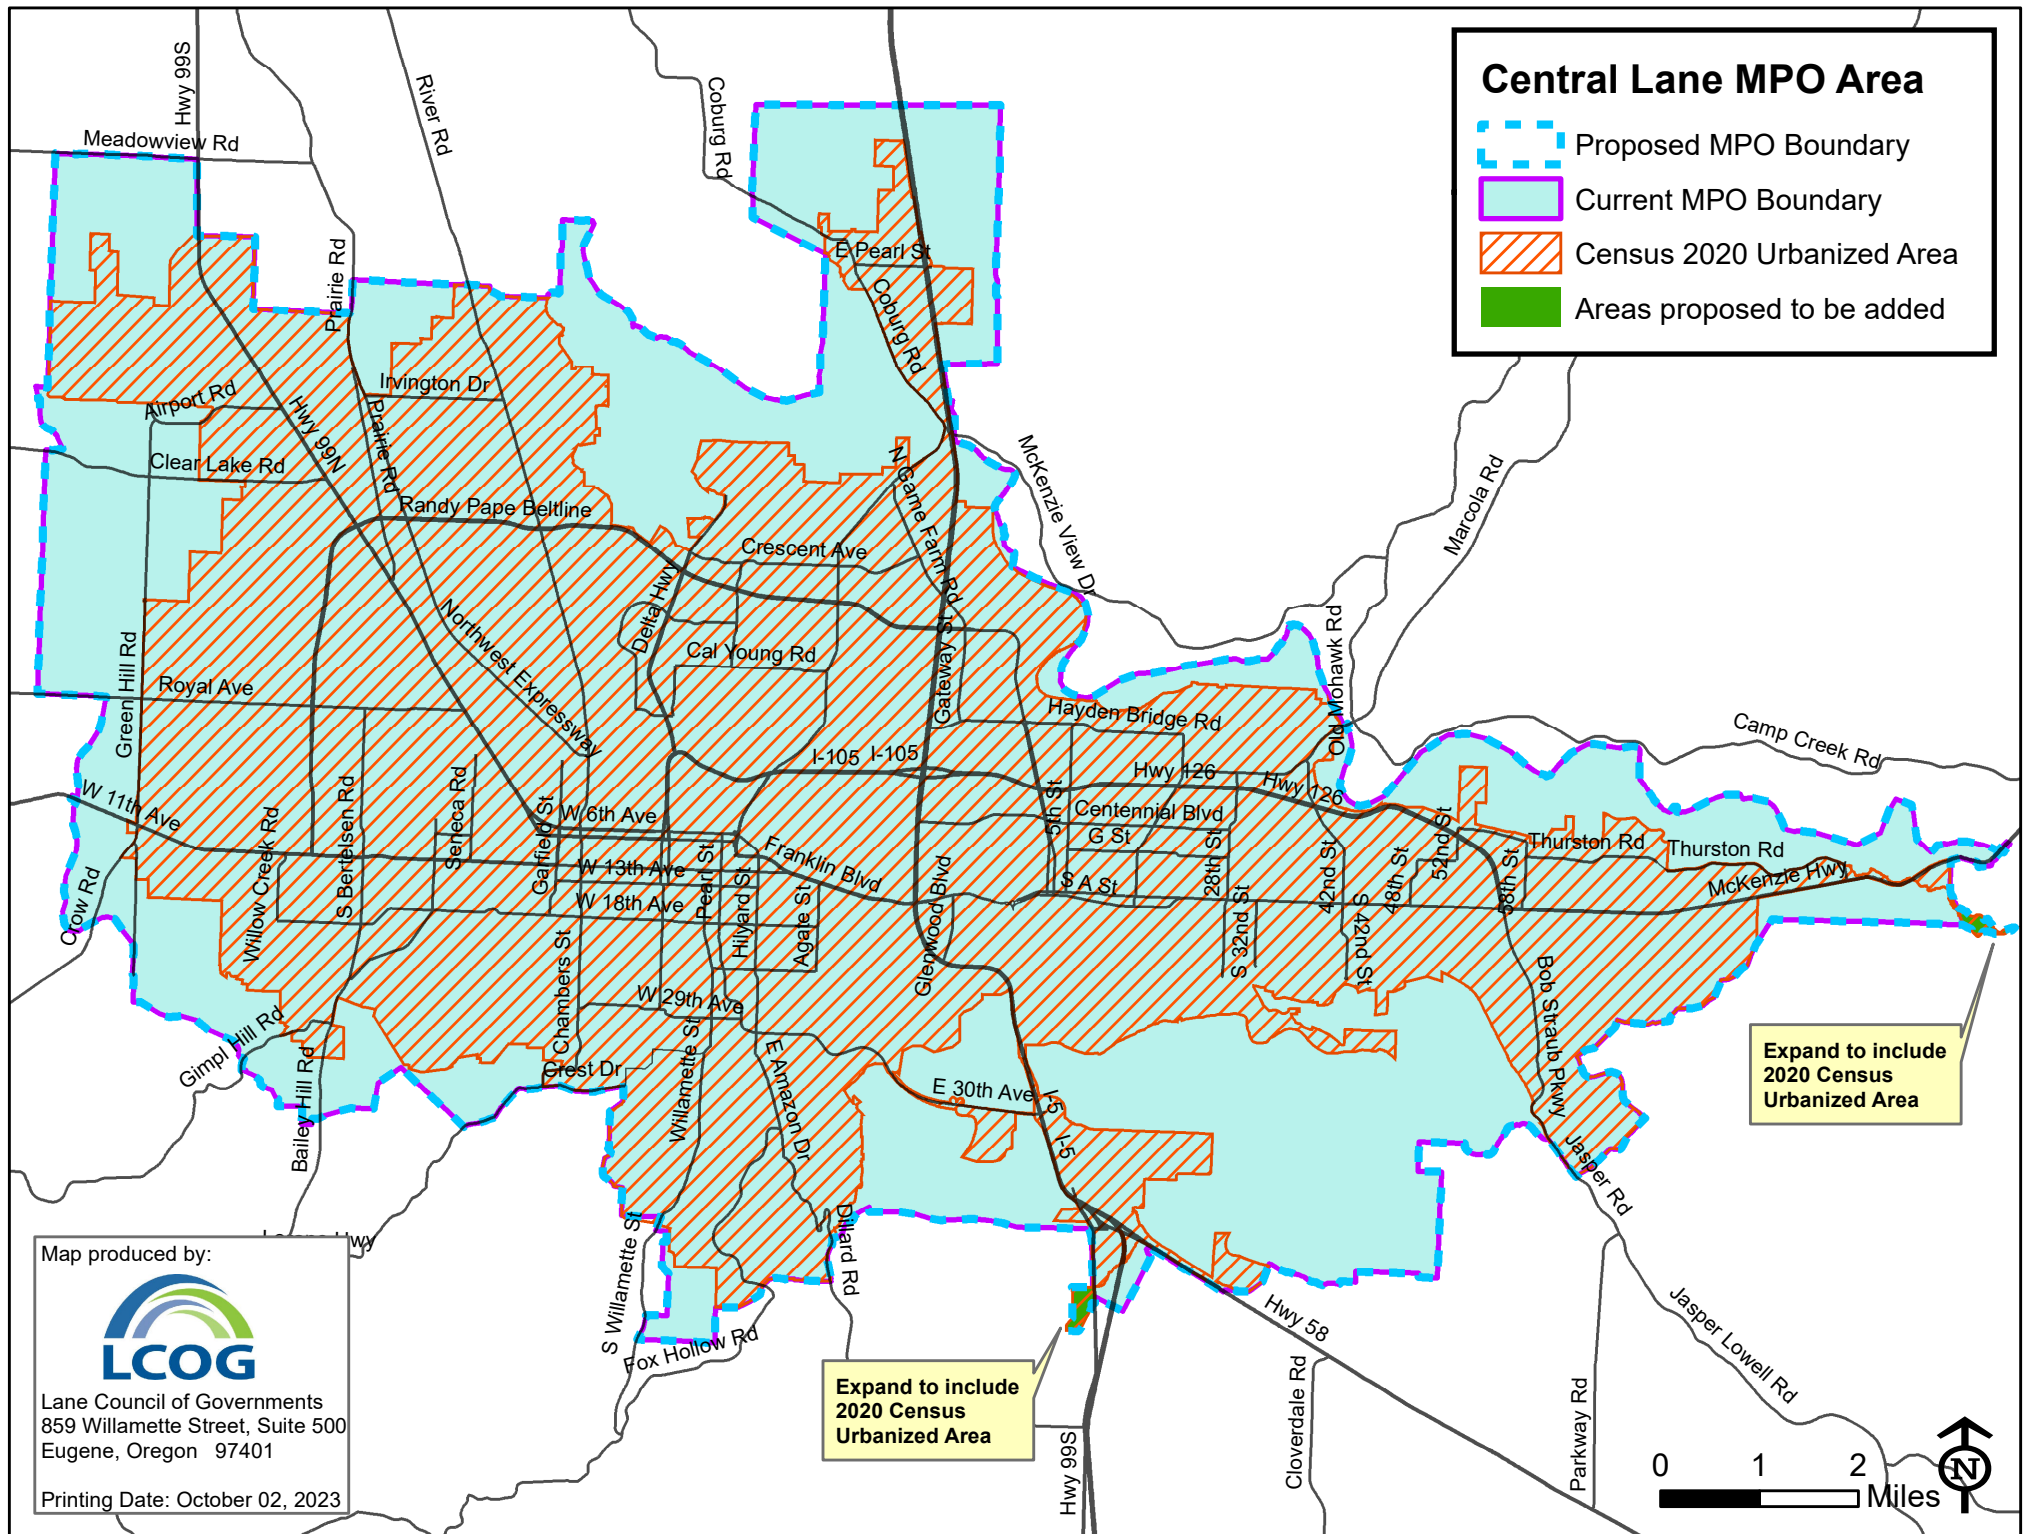 Central Lane MPO Area
Proposed MPO Boundary
Current MPO Boundary
Census 2020 Urbanized Area
Areas proposed to be added
Hwy 99S
Meadowview Rd
River Rd
Coburg Rd
Prairie Rd
E Pearl St
Coburg Rd
Irvington Dr
Airport Rd
Hwy 99N
Prairie Rd
Clear Lake Rd
N Game Farm Rd
McKenzie View Dr
Marcola Rd
Randy Pape Beltline
Crescent Ave
Delta Hwy
Northwest Expressway
Cal Young Rd
Gateway St
Old Mohawk Rd
Green Hill Rd
Royal Ave
Hayden Bridge Rd
Camp Creek Rd
I-105
I-105
Hwy 126
Hwy 126
W 11th Ave
Seneca Rd
S Bertelsen Rd
Garfield St
W 6th Ave
5th St
Centennial Blvd
G St
52nd St
Willow Creek Rd
Franklin Blvd
Thurston Rd
Thurston Rd
W 13th Ave
Pearl St
Hilyard St
Agate St
Glenwood Blvd
S A St
28th St
42nd St
48th St
58th St
McKenzie Hwy
Crow Rd
W 18th Ave
S 32nd St
S 42nd St
Chambers St
W 29th Ave
Bob Straub Pkwy
Gimpl Hill Rd
Bailey Hill Rd
Crest Dr
Willamette St
E Amazon Dr
E 30th Ave
I-5
I-5
Expand to include
2020 Census
Urbanized Area
Jasper Rd
Dillard Rd
S Willamette St
Fox Hollow Rd
Hwy 58
Jasper Lowell Rd
Cloverdale Rd
Parkway Rd
Hwy 99S
Expand to include
2020 Census
Urbanized Area
Hwy
Map produced by:
LCOG
Lane Council of Governments
859 Willamette Street, Suite 500
Eugene, Oregon 97401
Printing Date: October 02, 2023
0 1 2
Miles
N